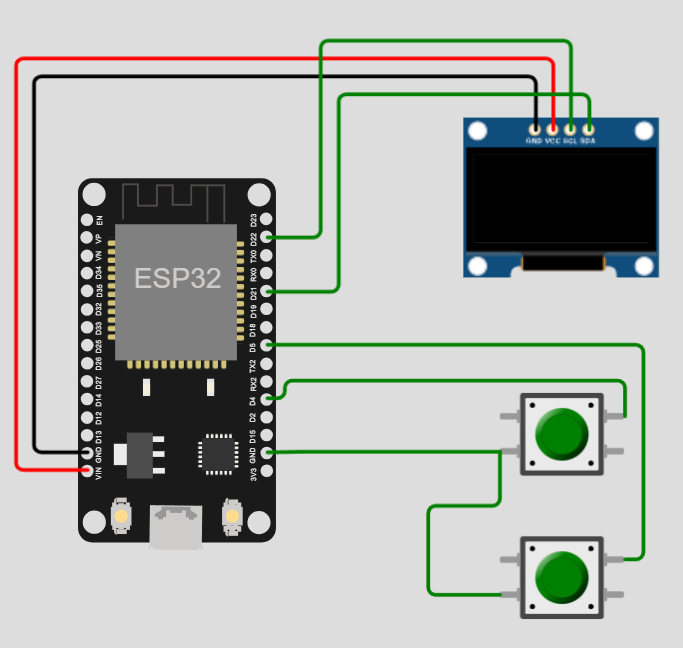 GND VCC SCL SDA
ESP32
EN
VP
VN
D34
D35
D32
D33
D25
D26
D27
D14
D12
D13
GND
VIN
D23
D22
TX0
RX0
D21
D19
D18
D5
TX2
RX2
D4
D2
D15
GND
3V3